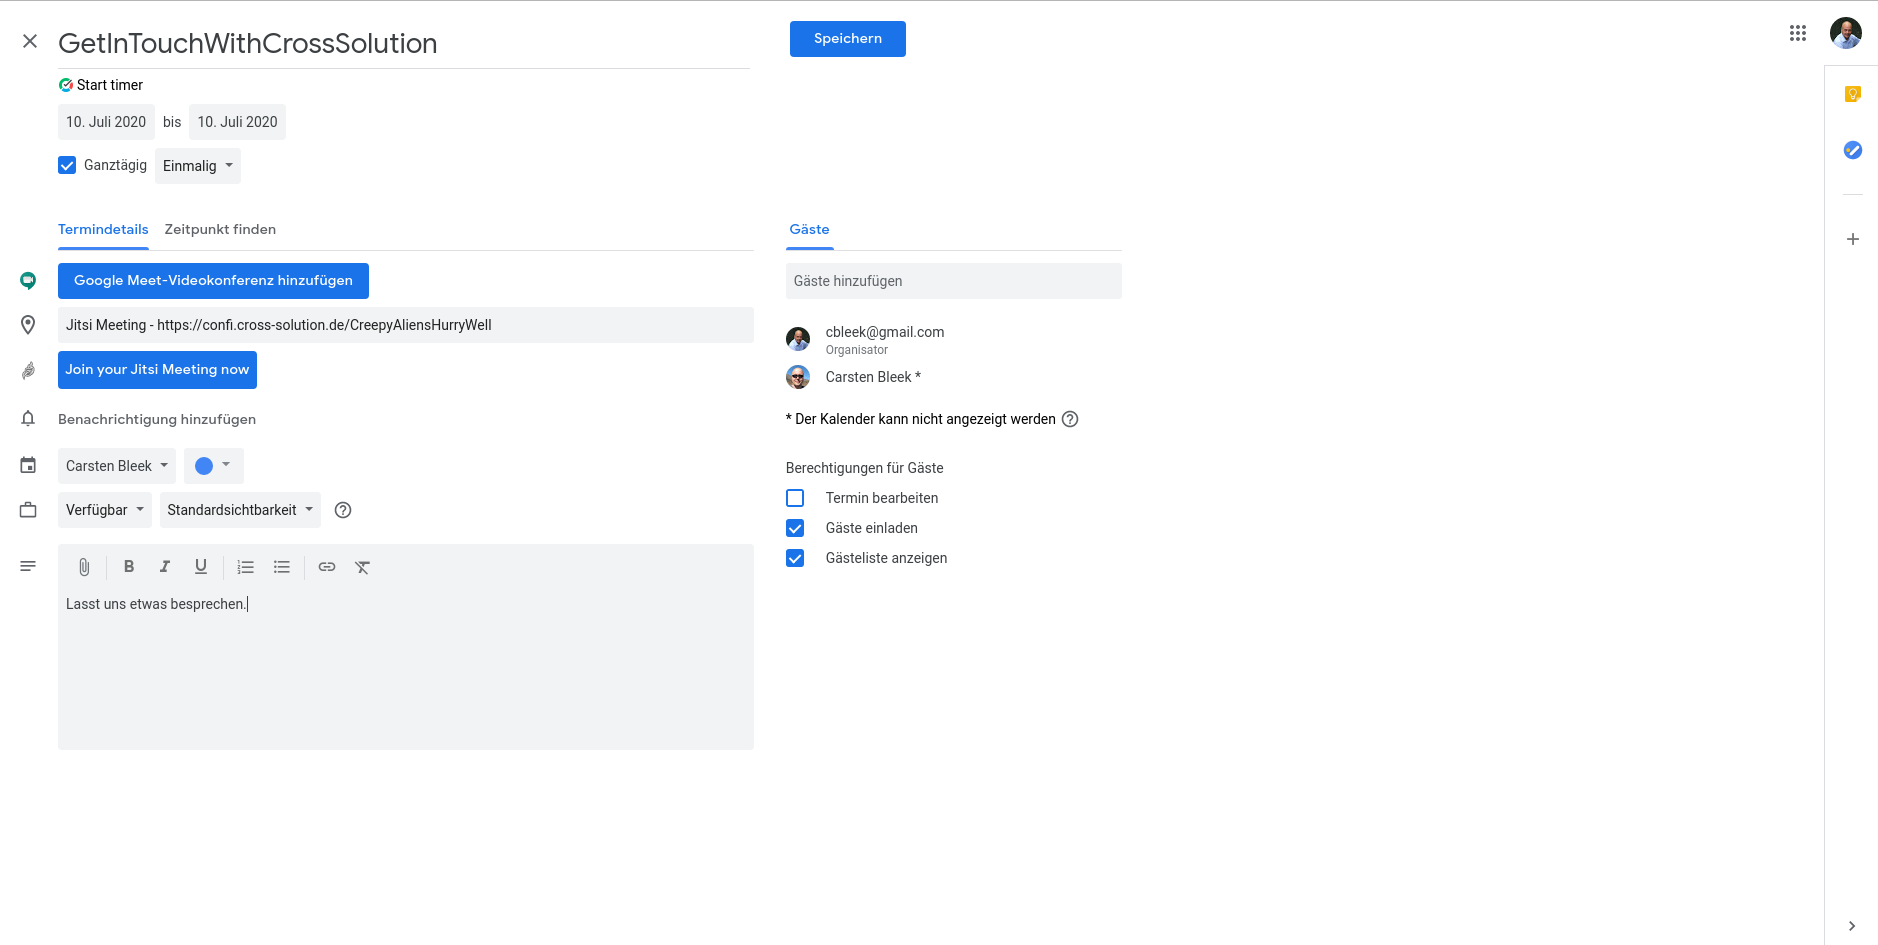 GetInTouchWithCrossSolution
Speichern
Start timer
10. Juli 2020 bis 10. Juli 2020
Ganztägig Einmalig
Termindetails Zeitpunkt finden
Google Meet-Videokonferenz hinzufügen
Jitsi Meeting - https://confi.cross-solution.de/CreepyAliensHurryWell
Join your Jitsi Meeting now
Benachrichtigung hinzufügen
Carsten Bleek
Verfügbar Standardsichtbarkeit
B I U
Lasst uns etwas besprechen.
Gäste
Gäste hinzufügen
cbleek@gmail.com
Organisator
Carsten Bleek *
* Der Kalender kann nicht angezeigt werden
Berechtigungen für Gäste
Termin bearbeiten
Gäste einladen
Gästeliste anzeigen